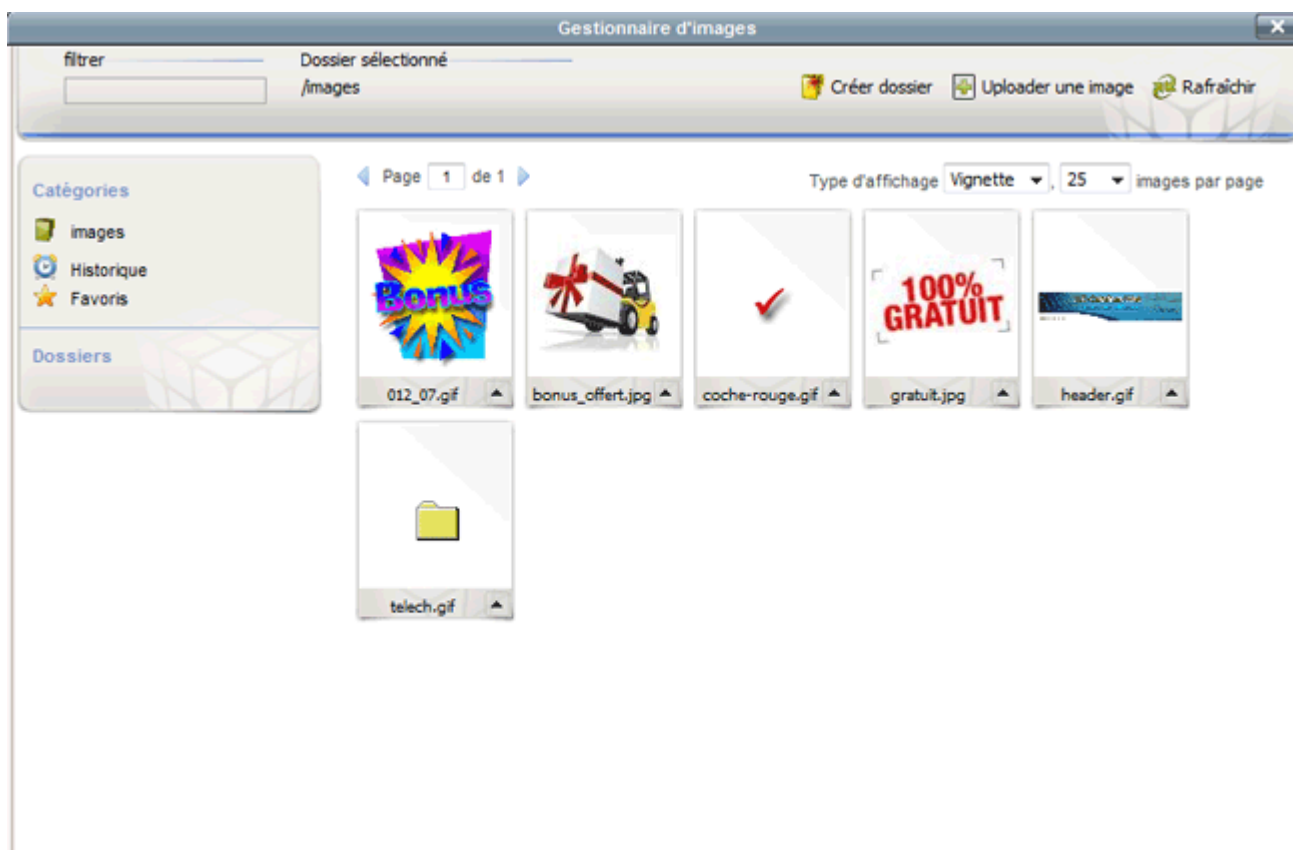 Gestionnaire d'images
filtrer
Dossier sélectionné
/images
Créer dossier
Uploader une image
Rafraîchir
Catégories
images
Historique
Favoris
Dossiers
Page 1 de 1
Type d'affichage Vignette , 25 images par page
Bonus
100%
GRATUIT
012_07.gif
bonus_offert.jpg
coche-rouge.gif
gratuit.jpg
header.gif
telech.gif